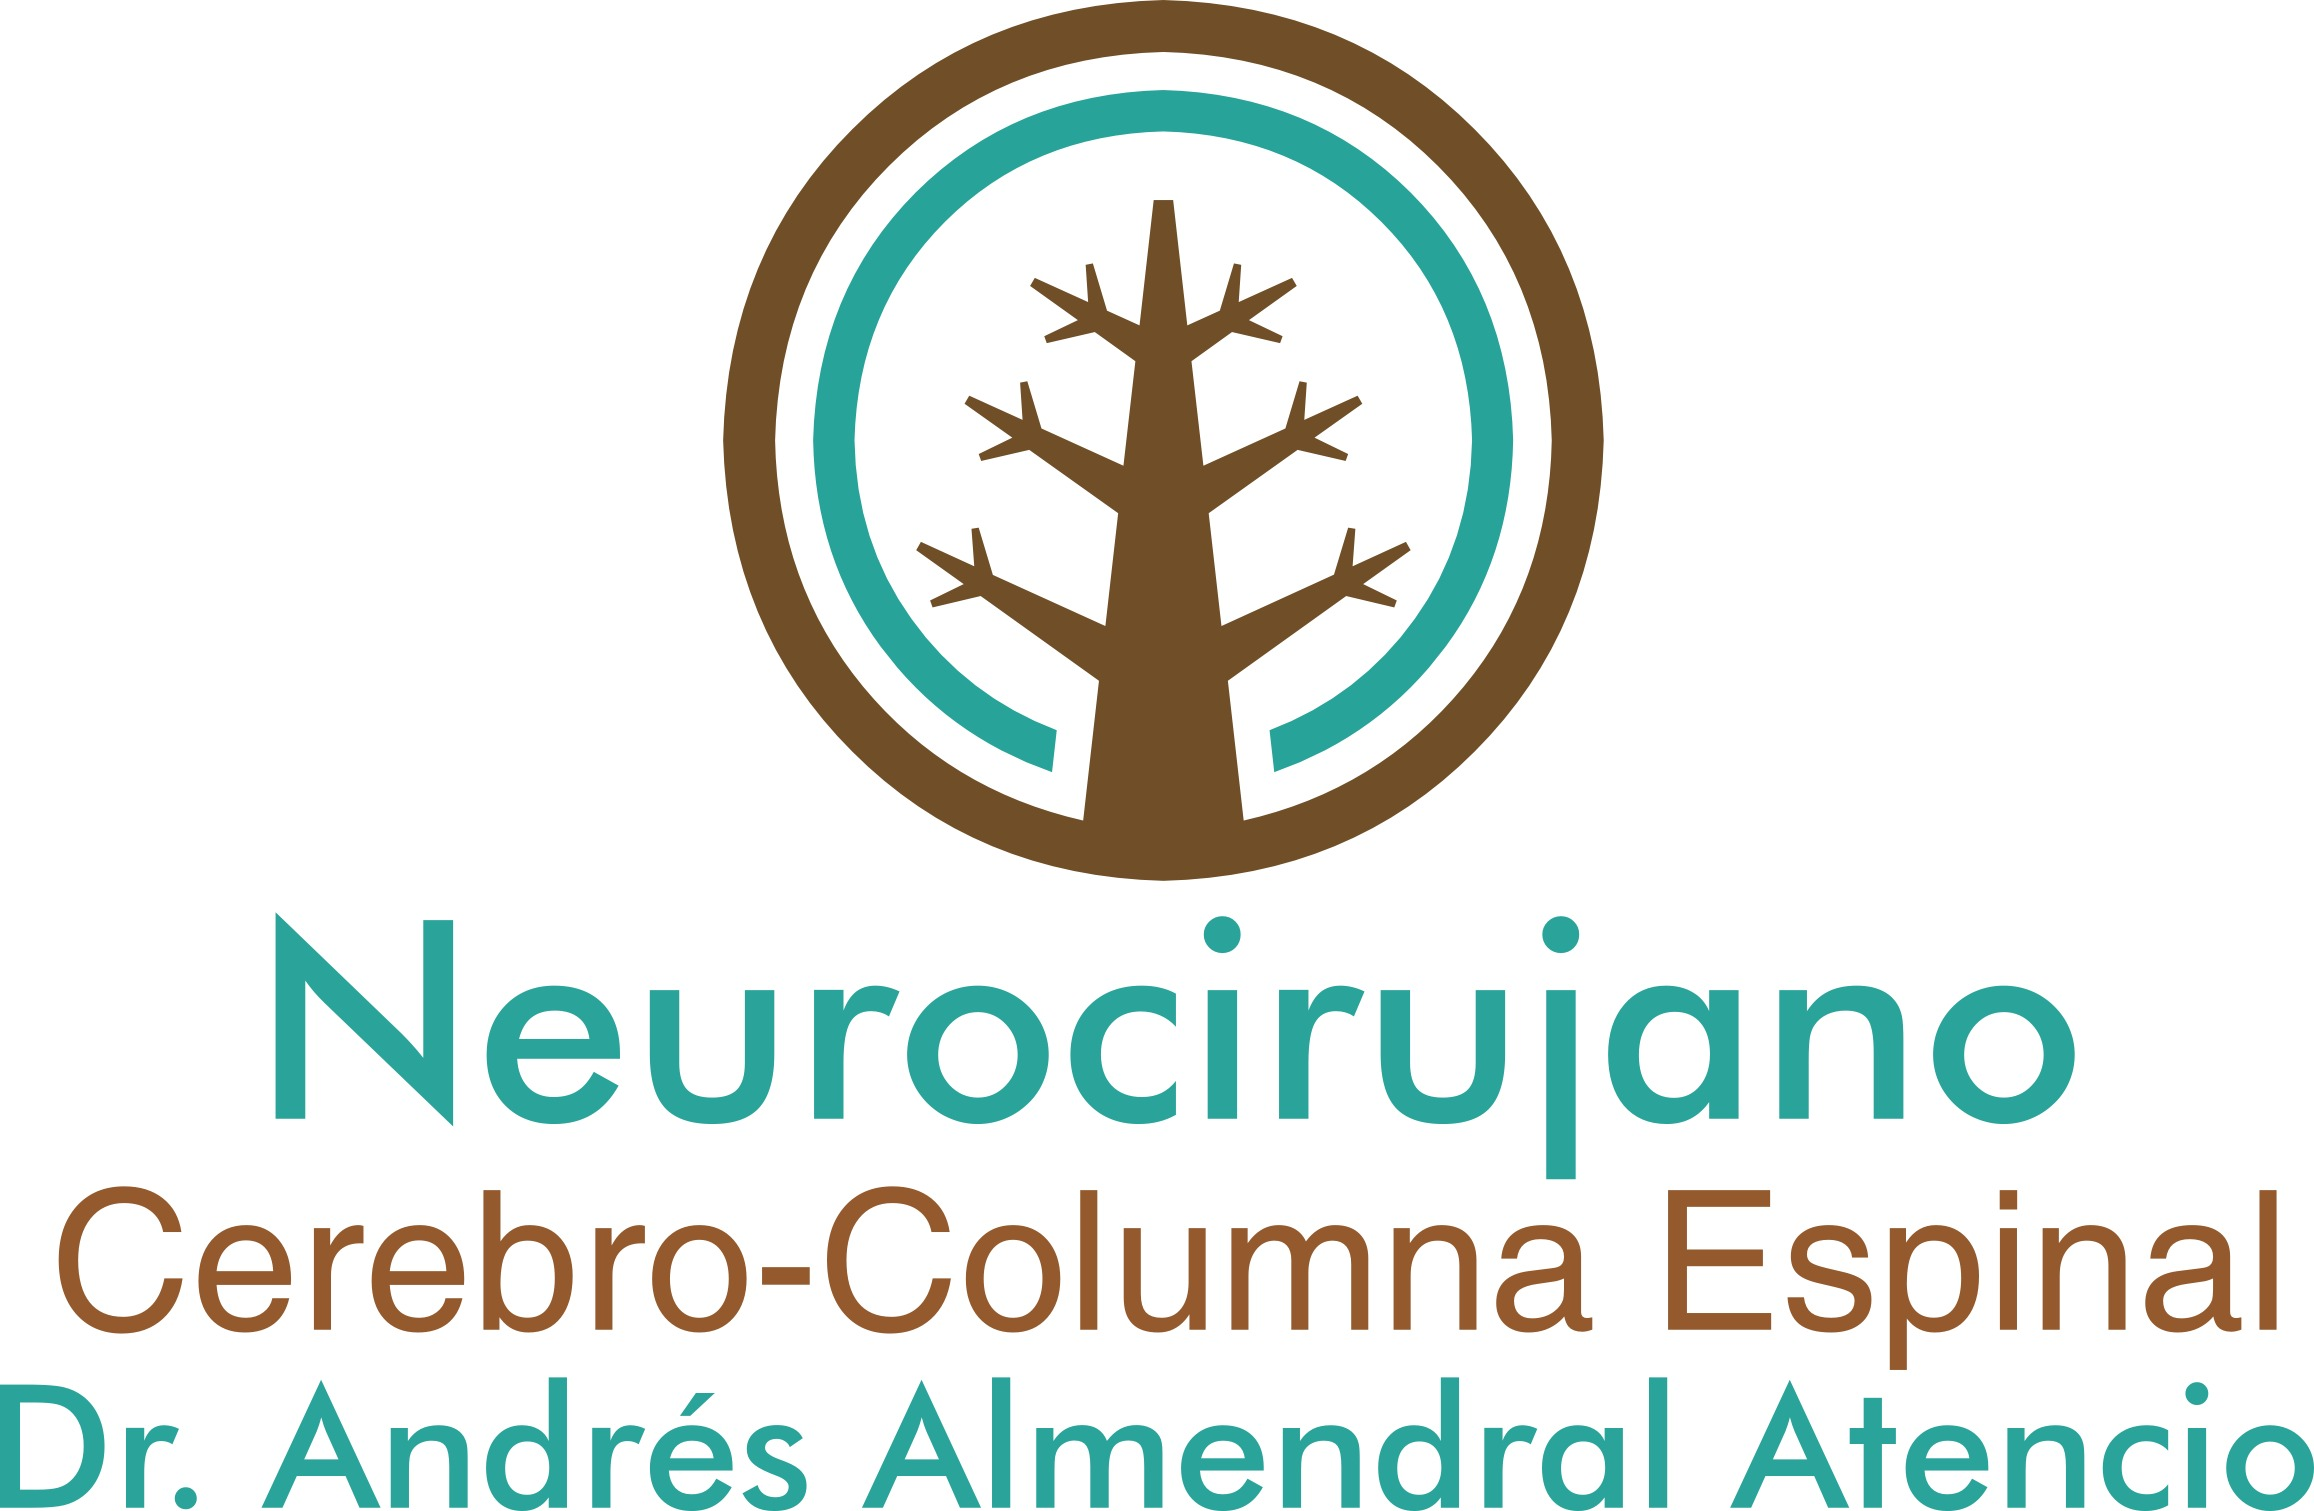 Neurocirujano
Cerebro-Columna Espinal
Dr. Andrés Almendral Atencio